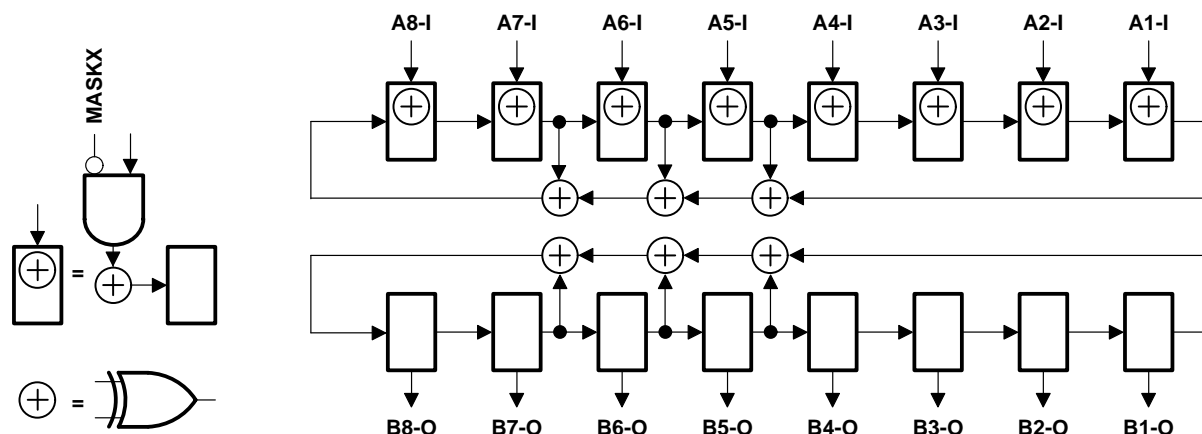 A8-I A7-I A6-I A5-I A4-I A3-I A2-I A1-I
MASKX
=
=
B8-O B7-O B6-O B5-O B4-O B3-O B2-O B1-O